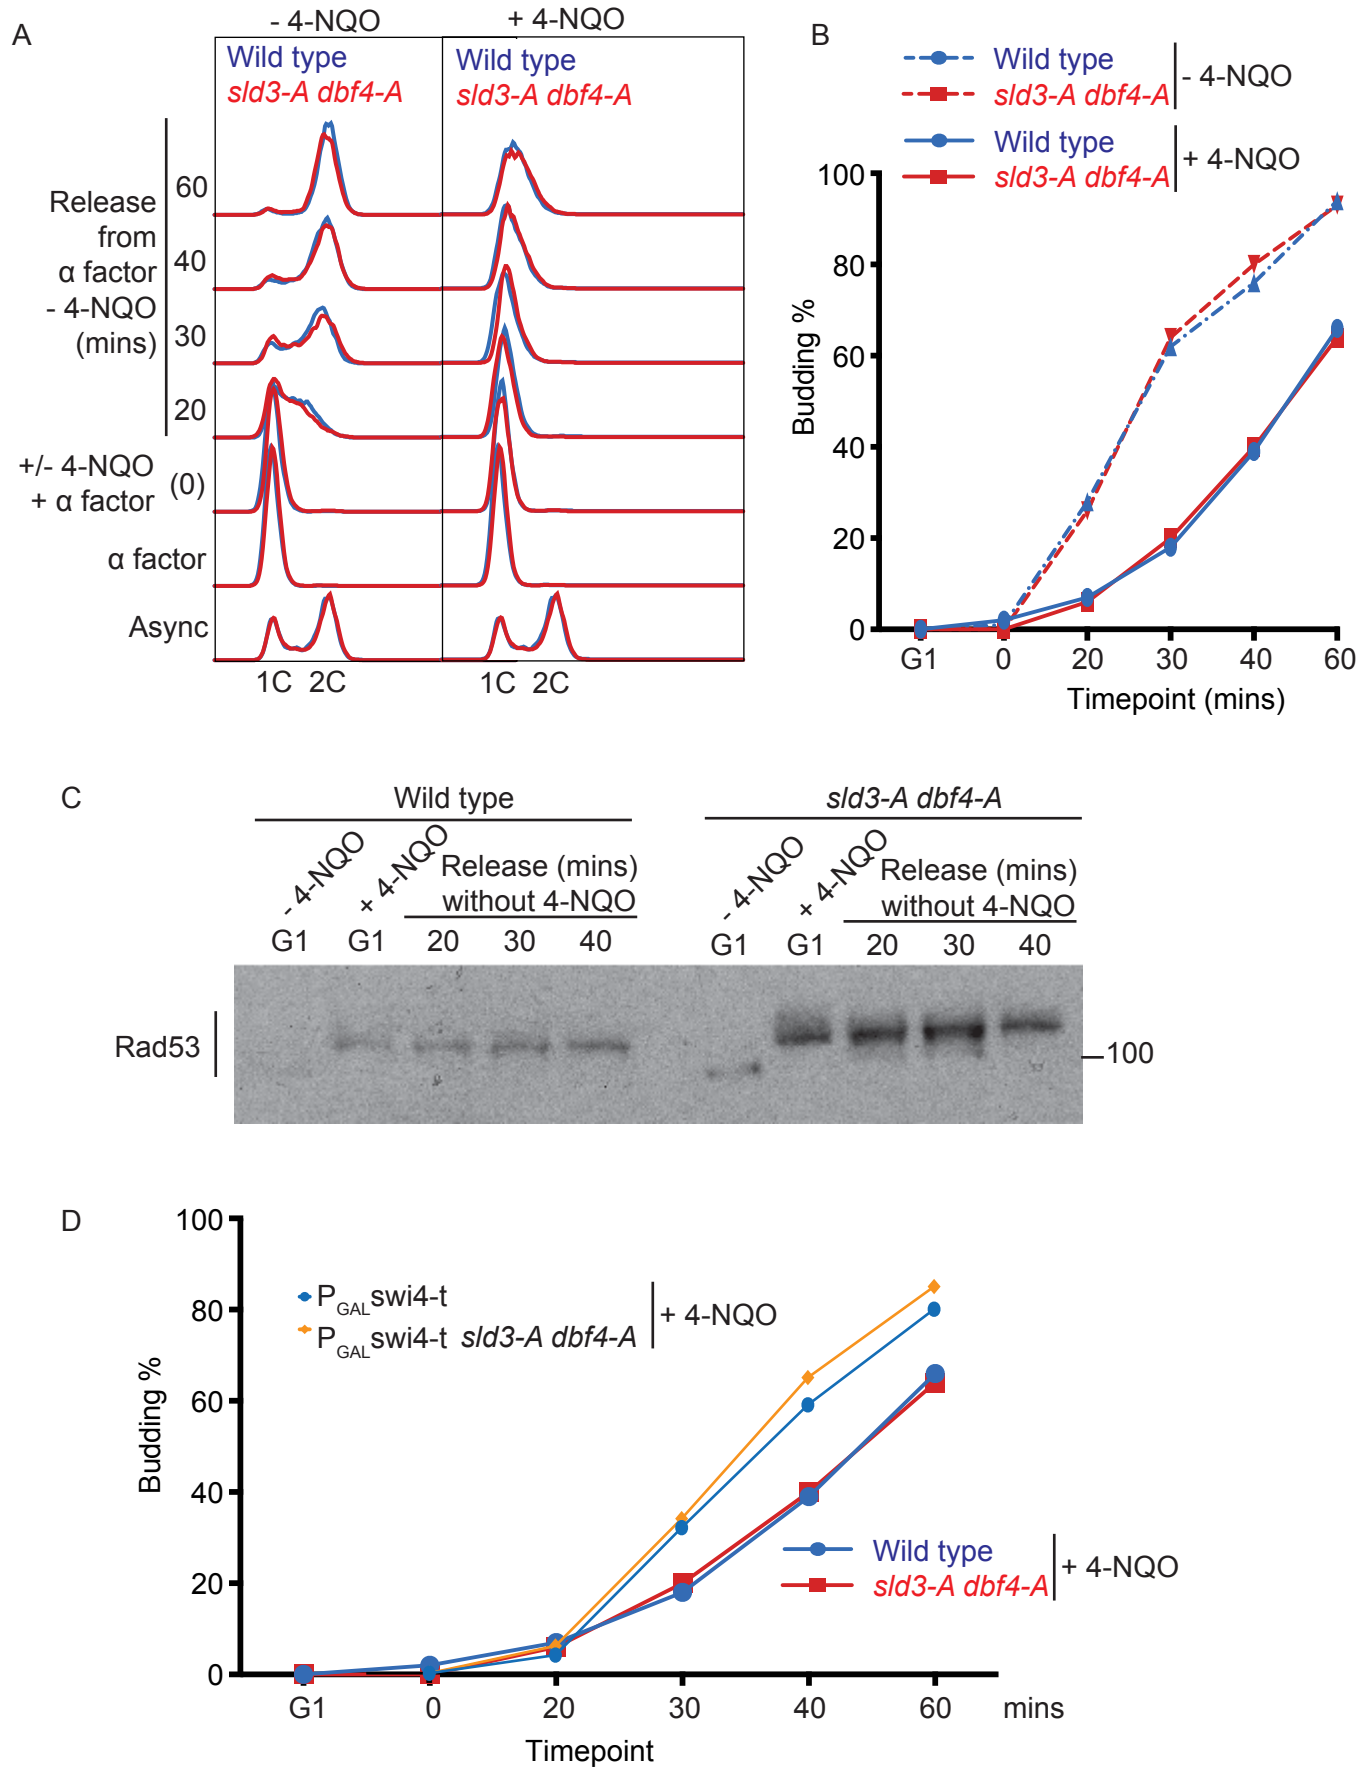 A
- 4-NQO
+ 4-NQO
Wild type
sld3-A dbf4-A
Wild type
sld3-A dbf4-A
Release
from
α factor
- 4-NQO
(mins)
60
40
30
20
+/- 4-NQO
+ α factor
(0)
α factor
Async
1C 2C
1C 2C
B
Wild type
sld3-A dbf4-A
- 4-NQO
Wild type
sld3-A dbf4-A
+ 4-NQO
Budding %
100
80
60
40
20
0
G1 0 20 30 40 60
Timepoint (mins)
C
Wild type
sld3-A dbf4-A
- 4-NQO
+ 4-NQO
Release (mins)
without 4-NQO
G1 G1 20 30 40
- 4-NQO
+ 4-NQO
Release (mins)
without 4-NQO
G1 G1 20 30 40
Rad53
100
D
Budding %
100
80
60
40
20
0
PGALswi4-t
PGALswi4-t sld3-A dbf4-A
+ 4-NQO
Wild type
sld3-A dbf4-A
+ 4-NQO
G1 0 20 30 40 60 mins
Timepoint